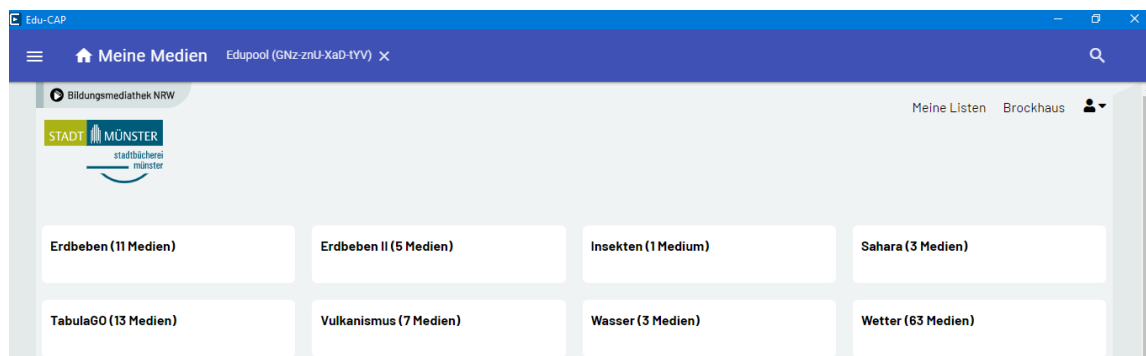 Edu-CAP
Meine Medien Edupool (GNz-znU-XaD-tYV)
Bildungsmediathek NRW
Meine Listen Brockhaus
STADT MÜNSTER
stadtbücherei
münster
Erdbeben (11 Medien) Erdbeben II (5 Medien) Insekten (1 Medium) Sahara (3 Medien)
TabulaGO (13 Medien) Vulkanismus (7 Medien) Wasser (3 Medien) Wetter (63 Medien)